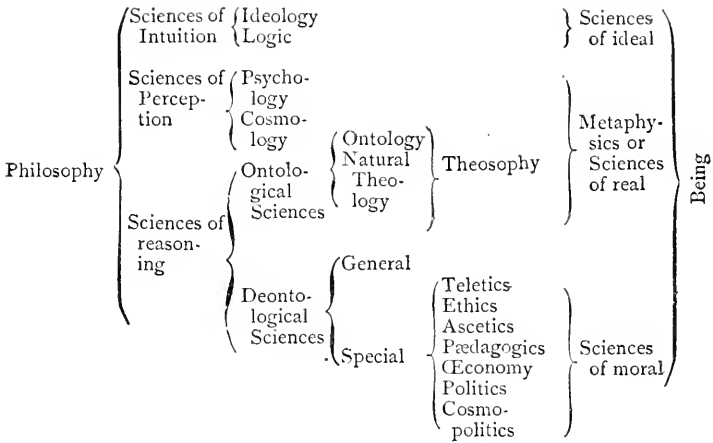 Philosophy
Sciences of
Intuition
Ideology
Logic
Sciences
of ideal
Sciences of
Percep-
tion
Psycho-
logy
Cosmo-
logy
Sciences of
reason-
ing
Ontolo-
gical
Sciences
Ontology
Natural
Theo-
logy
Theosophy
Metaphy-
sics or
Sciences
of real
Deonto-
logical
Sciences
General
Special
Teletics
Ethics
Ascetics
Pædagogics
Œconomy
Politics
Cosmo-
politics
Sciences
of moral
Being